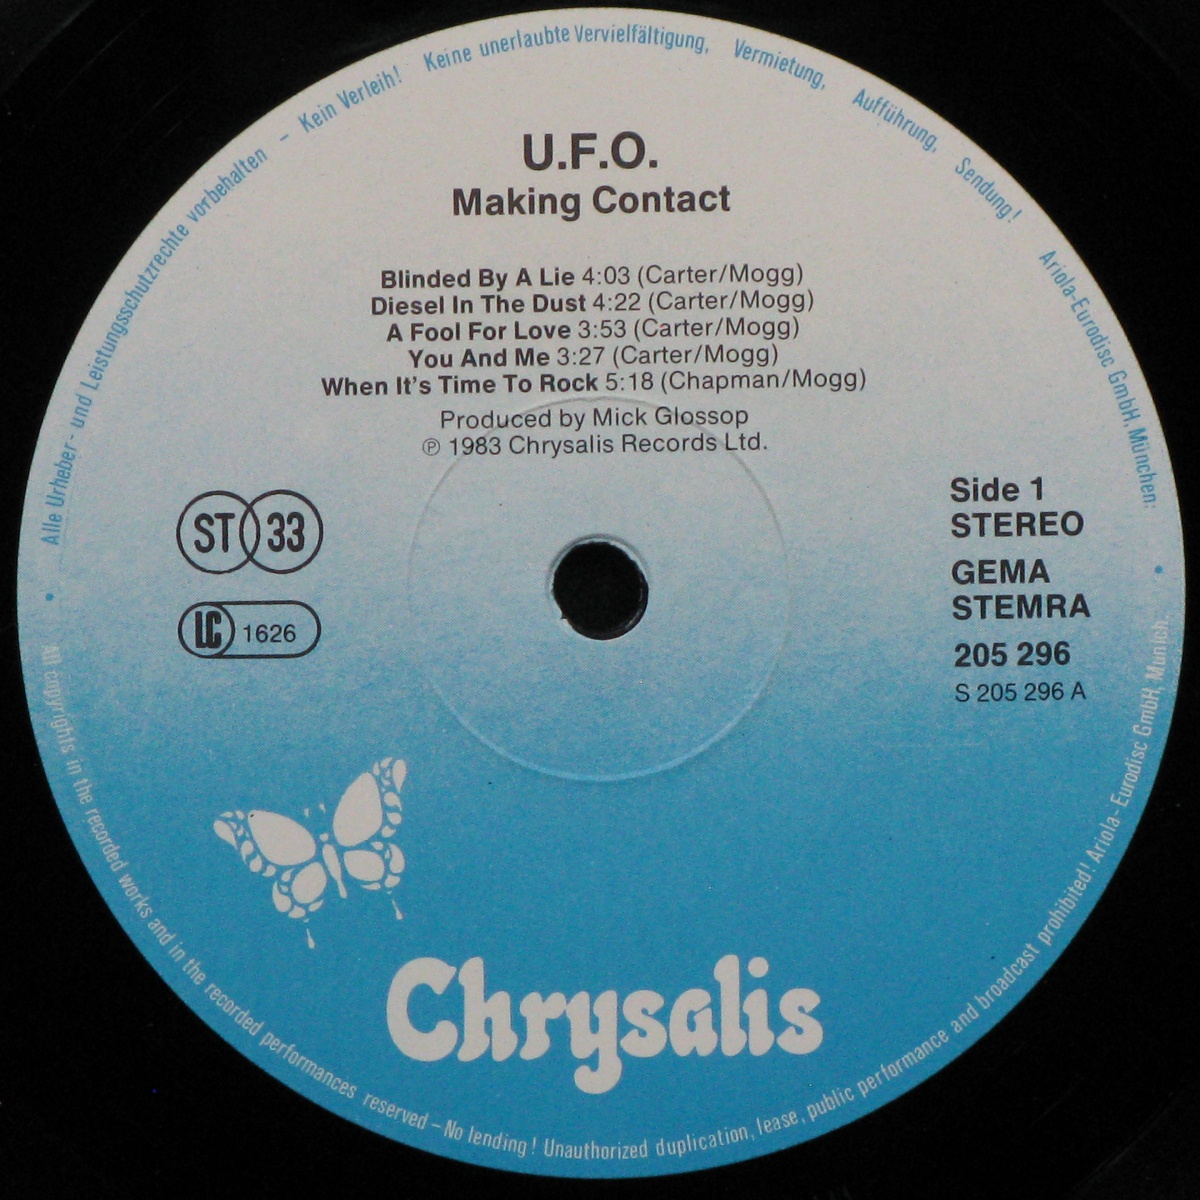 Alle Urheber- und Leistungsschutzrechte vorbehalten – Kein Verleih! Keine unerlaubte Vervielfältigung, Vermietung, Aufführung, Sendung! Ariola-Eurodisc GmbH, München:
U.F.O.
Making Contact
Blinded By A Lie 4:03 (Carter/Mogg)
Diesel In The Dust 4:22 (Carter/Mogg)
A Fool For Love 3:53 (Carter/Mogg)
You And Me 3:27 (Carter/Mogg)
When It's Time To Rock 5:18 (Chapman/Mogg)
Produced by Mick Glossop
℗ 1983 Chrysalis Records Ltd.
ST 33
LC 1626
Side 1
STEREO
GEMA
STEMRA
205 296
S 205 296 A
Chrysalis
All copyrights in the recorded works and in the recorded performances reserved – No lending! Unauthorized duplication, lease, public performance and broadcast prohibited! Ariola-Eurodisc GmbH, Munich.